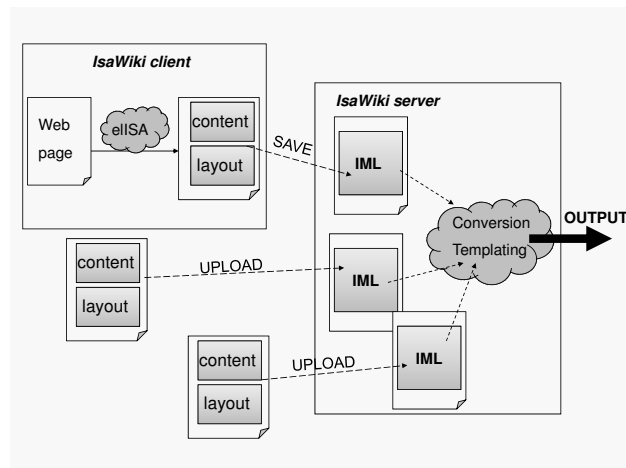 IsaWiki client
Web
page
elISA
content
layout
SAVE
IsaWiki server
IML
Conversion
Templating
OUTPUT
content
layout
UPLOAD
IML
content
layout
UPLOAD
IML